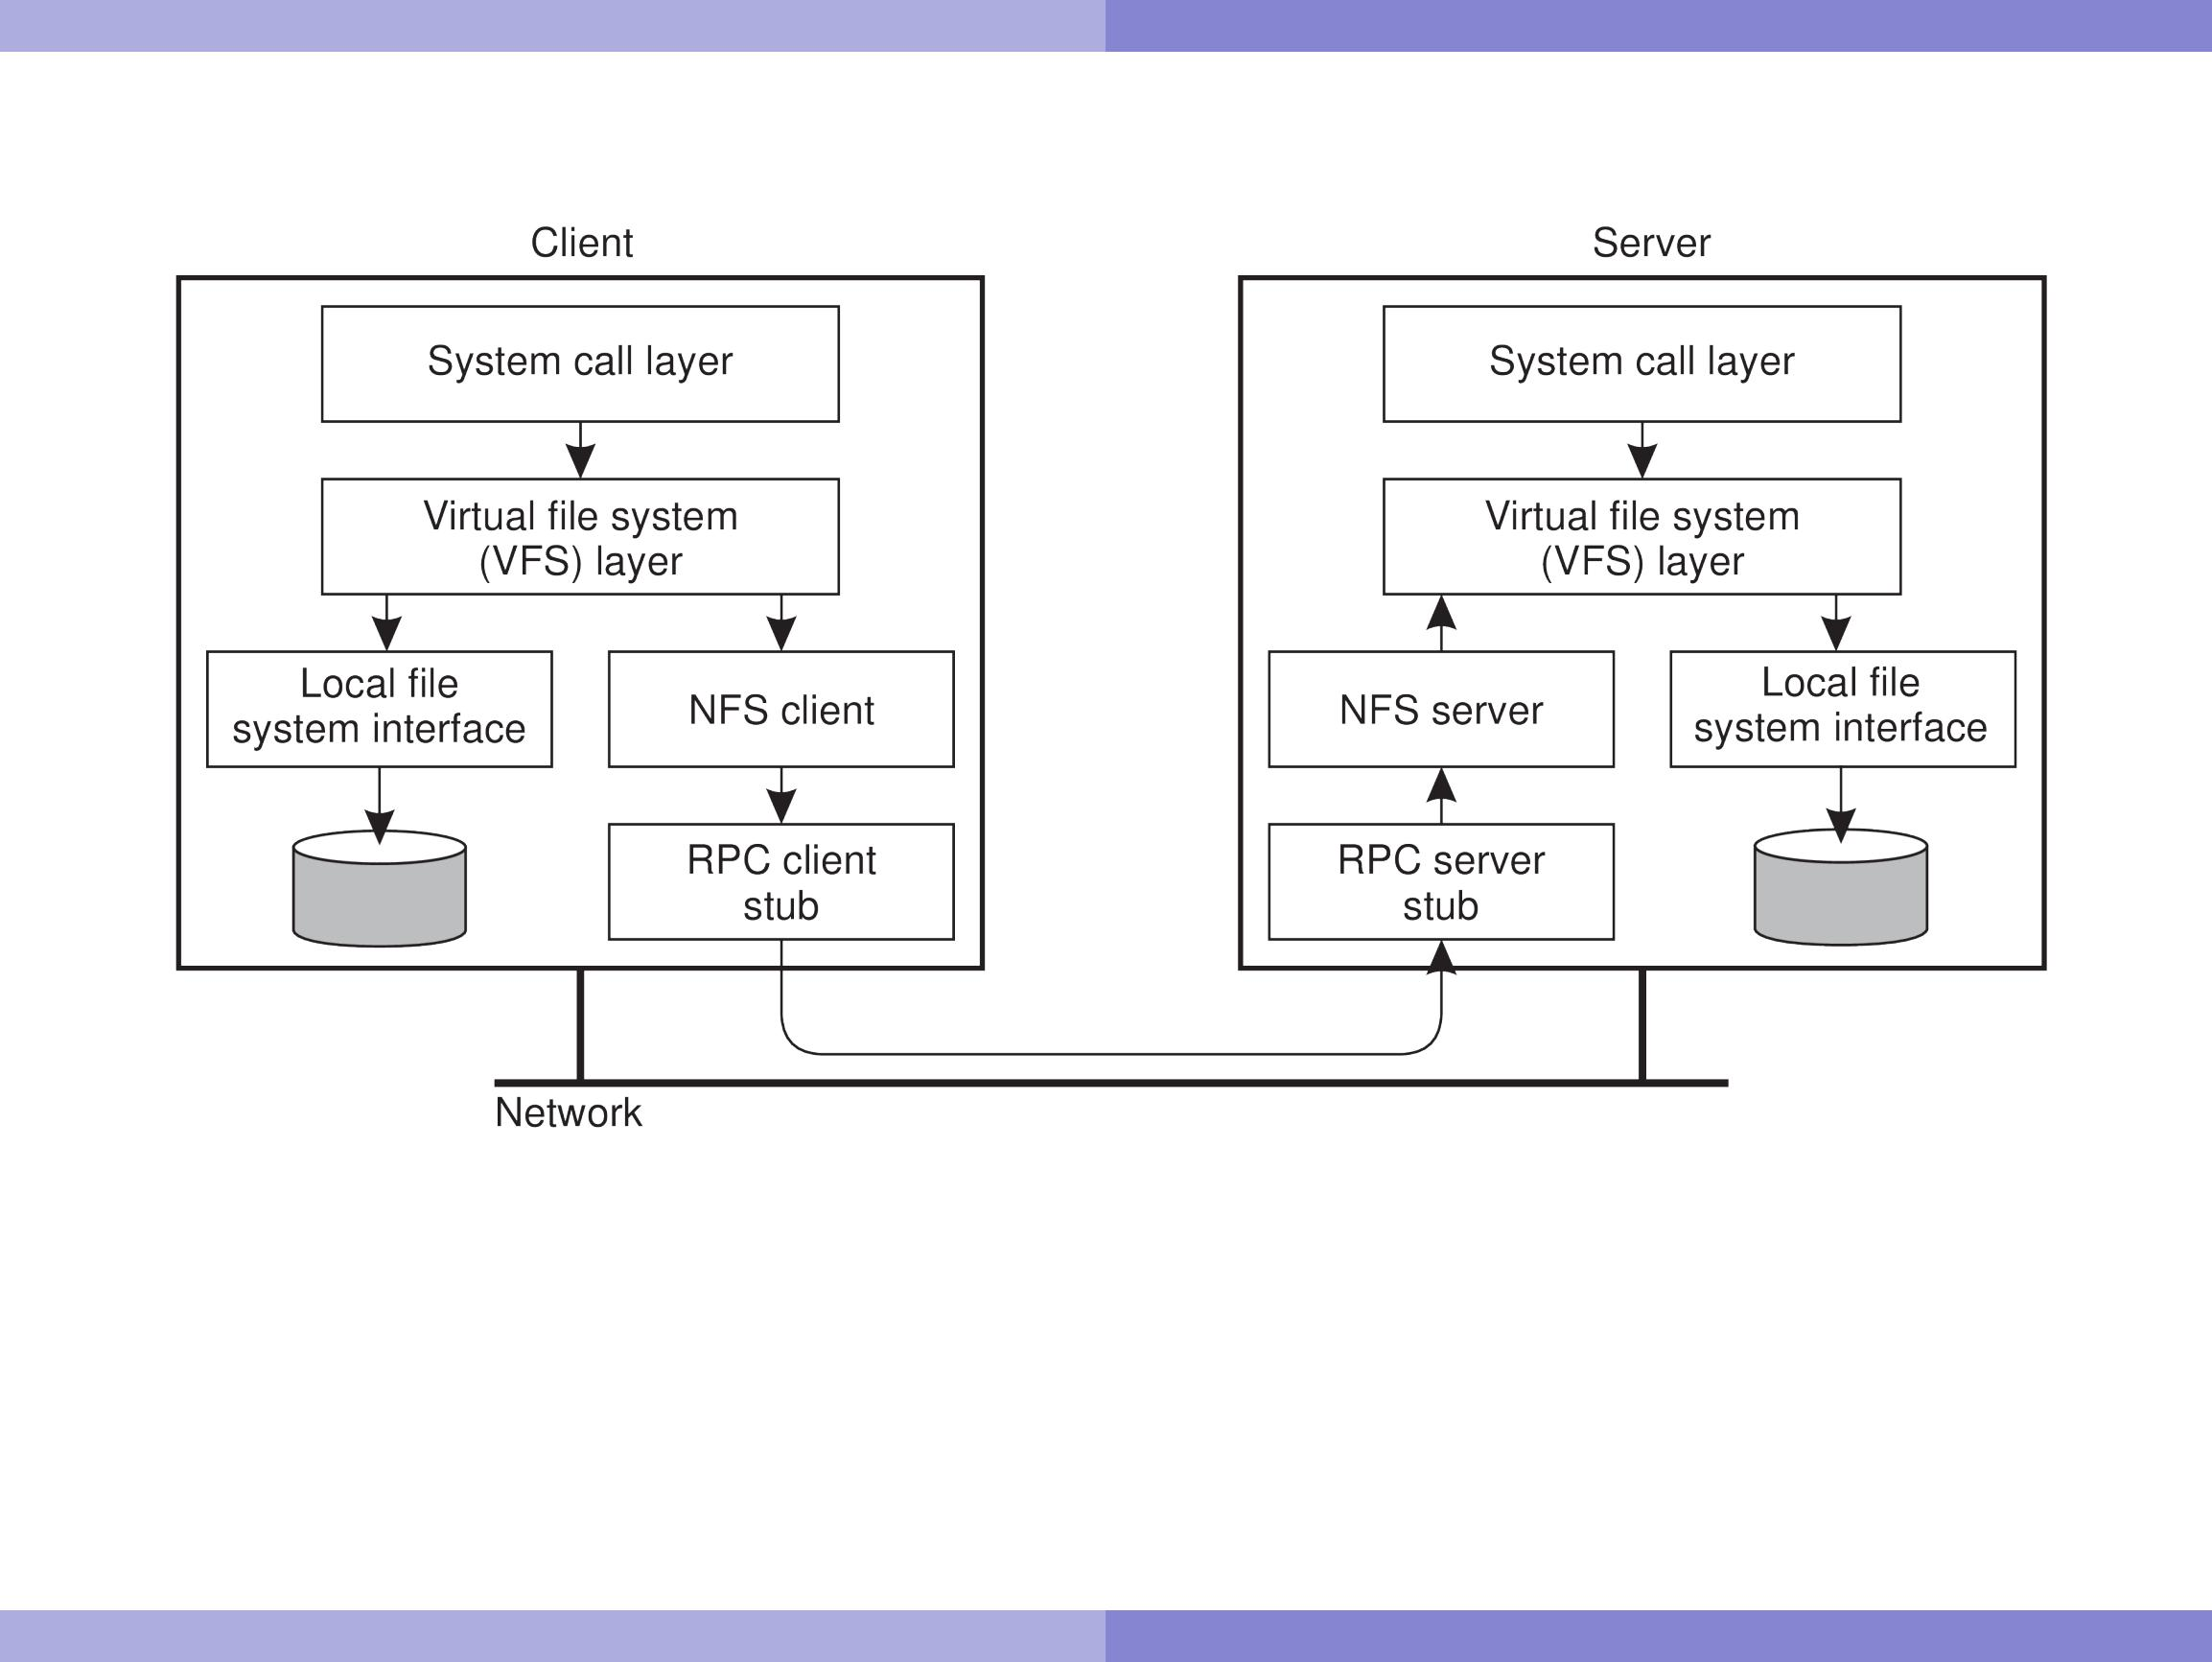 Client
System call layer
Virtual file system
(VFS) layer
Local file
system interface
NFS client
RPC client
stub
Server
System call layer
Virtual file system
(VFS) layer
NFS server
Local file
system interface
RPC server
stub
Network